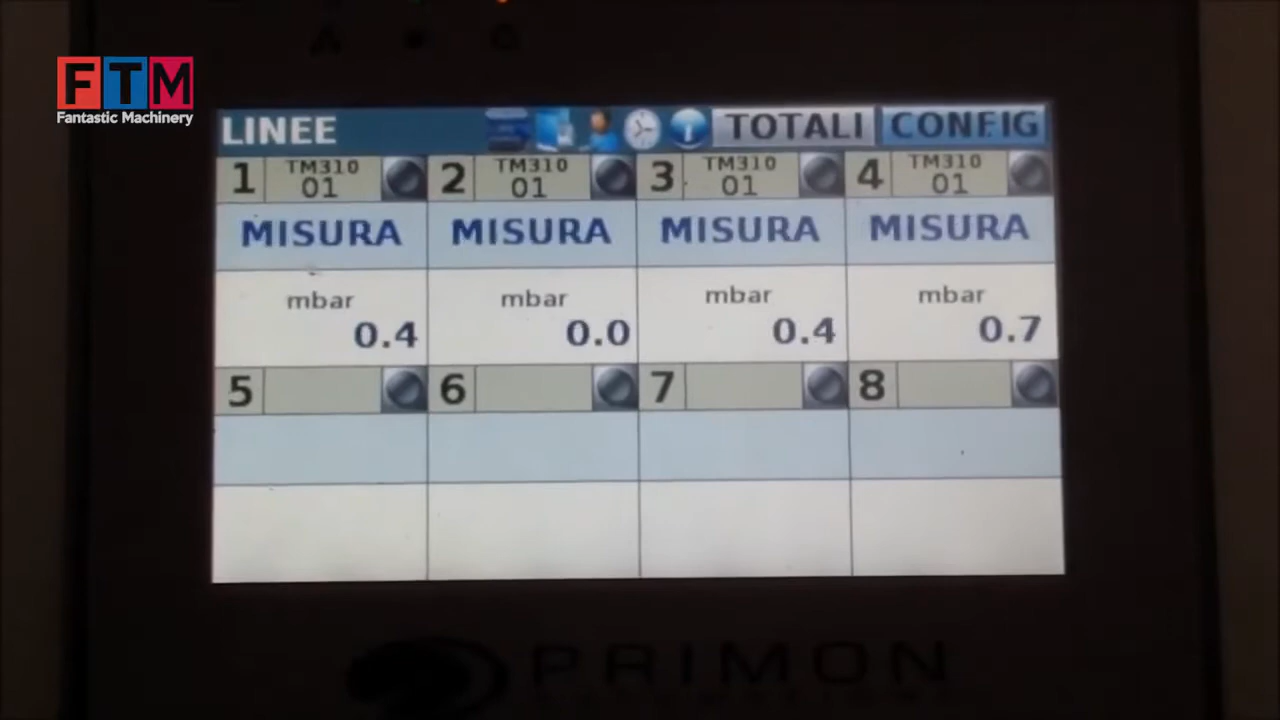 FTM
Fantastic Machinery
LINEE TOTALI CONFIG
1 TM310 01 2 TM310 01 3 TM310 01 4 TM310 01
MISURA MISURA MISURA MISURA
mbar mbar mbar mbar
0.4 0.0 0.4 0.7
5 6 7 8
PRIMON